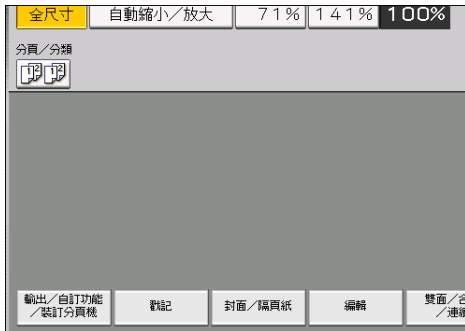 全尺寸 自動縮小／放大 71% 141% 100%
分頁／分類
輸出／自訂功能
／裝訂分頁機
戳記
封面／隔頁紙
編輯
雙面／
／連